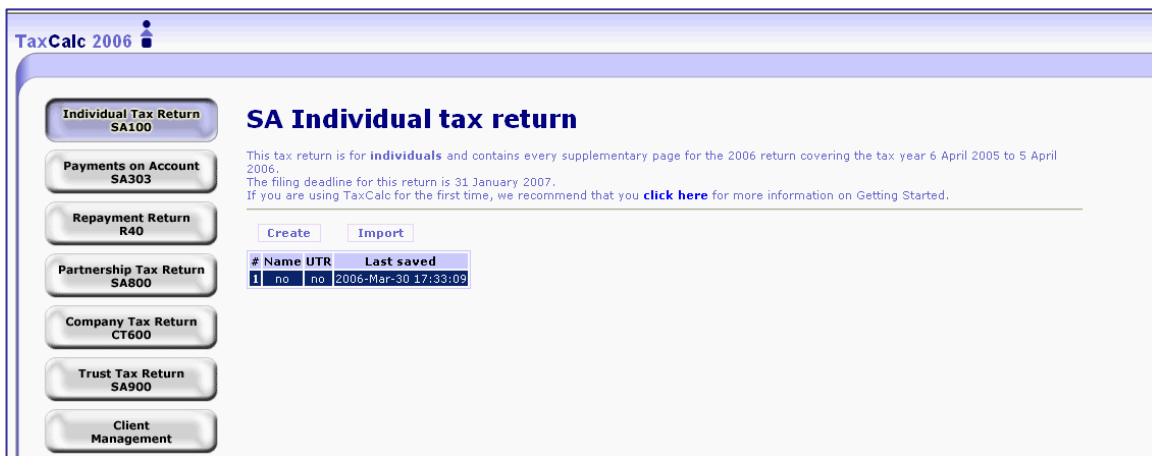 TaxCalc 2006
Individual Tax Return
SA100
Payments on Account
SA303
Repayment Return
R40
Partnership Tax Return
SA800
Company Tax Return
CT600
Trust Tax Return
SA900
Client
Management
SA Individual tax return
This tax return is for individuals and contains every supplementary page for the 2006 return covering the tax year 6 April 2005 to 5 April
2006.
The filing deadline for this return is 31 January 2007.
If you are using TaxCalc for the first time, we recommend that you click here for more information on Getting Started.
Create Import
# Name UTR Last saved
1 no no 2006-Mar-30 17:33:09